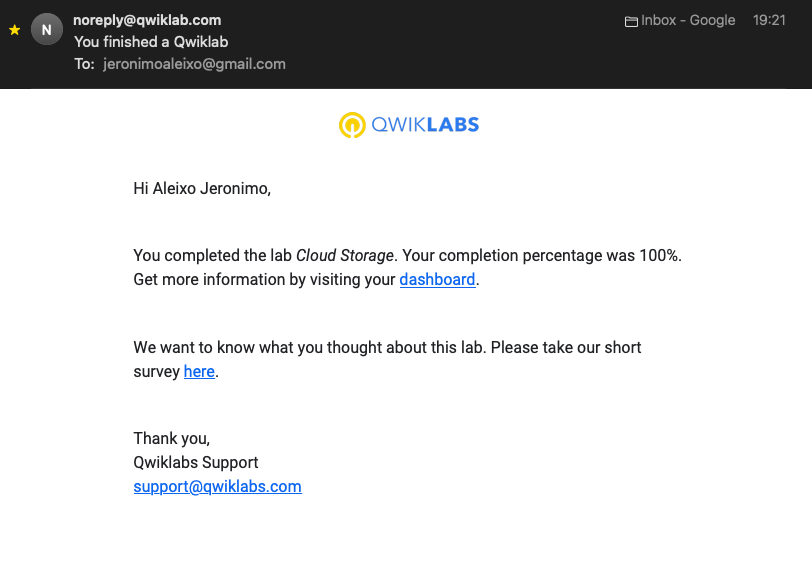 noreply@qwiklab.com
Inbox - Google 19:21
N
You finished a Qwiklab
To: jeronimoaleixo@gmail.com
QWIKLABS
Hi Aleixo Jeronimo,
You completed the lab Cloud Storage. Your completion percentage was 100%.
Get more information by visiting your dashboard.
We want to know what you thought about this lab. Please take our short
survey here.
Thank you,
Qwiklabs Support
support@qwiklabs.com